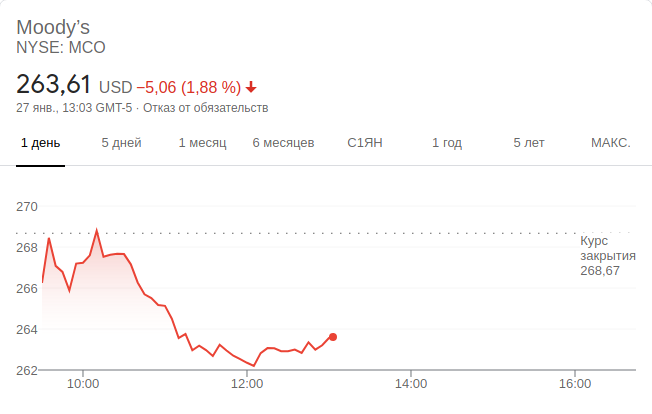 Moody’s
NYSE: MCO
263,61 USD −5,06 (1,88 %)
27 янв., 13:03 GMT-5 · Отказ от обязательств
1 день 5 дней 1 месяц 6 месяцев С1ЯН 1 год 5 лет МАКС.
270
268
266
264
262
Курс
закрытия
268,67
10:00 12:00 14:00 16:00